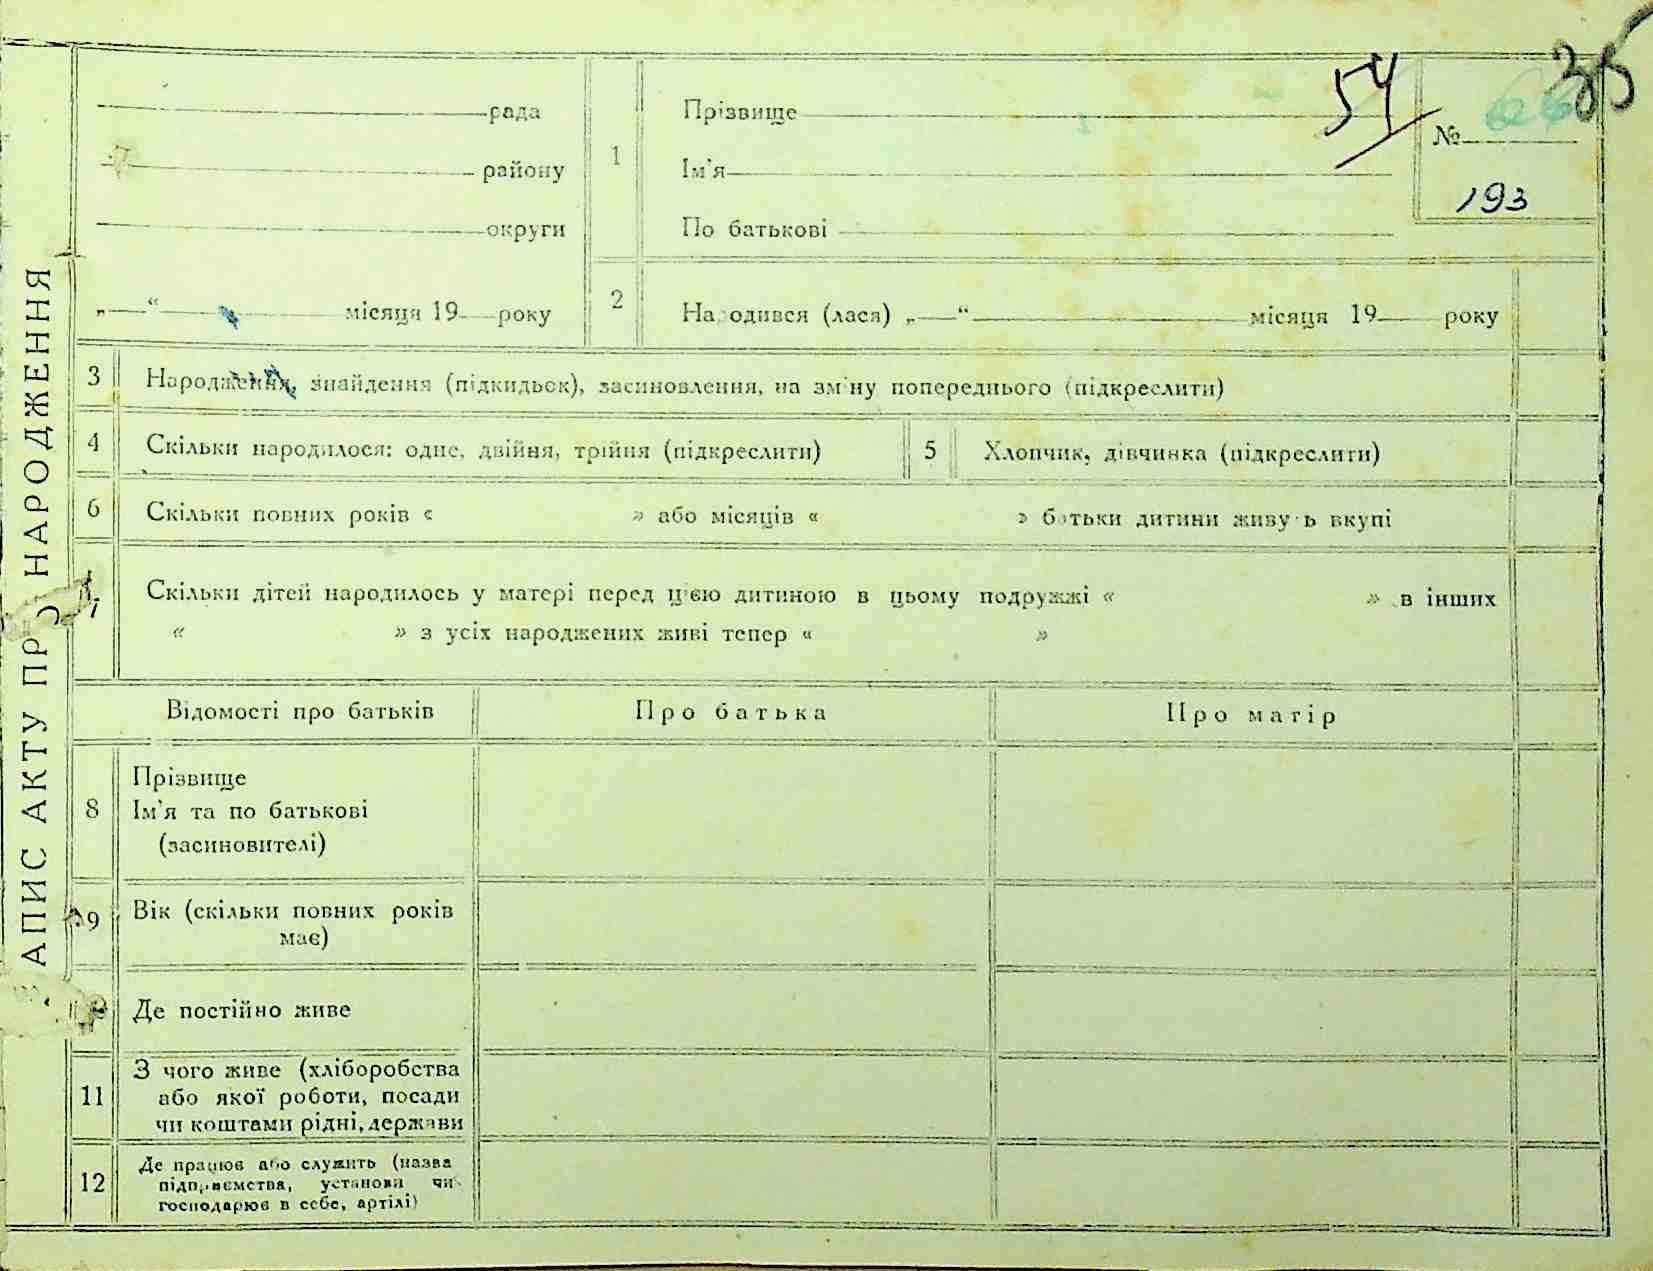 35
54
№ 66
193
АПИС АКТУ ПРО НАРОДЖЕННЯ
рада
району
округи
„—“ місяця 19 року
1 Прізвище
Ім'я
По батькові
2 Народився (лася) „—“ місяця 19 року
3 Народження, знайдення (підкидьок), засиновлення, на зміну попереднього (підкреслити)
4 Скільки народилося: одне, двійня, трійня (підкреслити)
5 Хлопчик, дівчинка (підкреслити)
6 Скільки повних років « » або місяців « » батьки дитини живуть вкупі
7 Скільки дітей народилось у матері перед цією дитиною в цьому подружжі « » в інших
« » з усіх народжених живі тепер « »
Відомості про батьків Про батька Про матір
8 Прізвище
Ім'я та по батькові
(засиновителі)
9 Вік (скільки повних років
має)
Де постійно живе
11 З чого живе (хліборобства
або якої роботи, посади
чи коштами рідні, держави
12 Де працює або служить (назва
підприємства, установи чи
господарює в себе, артілі)